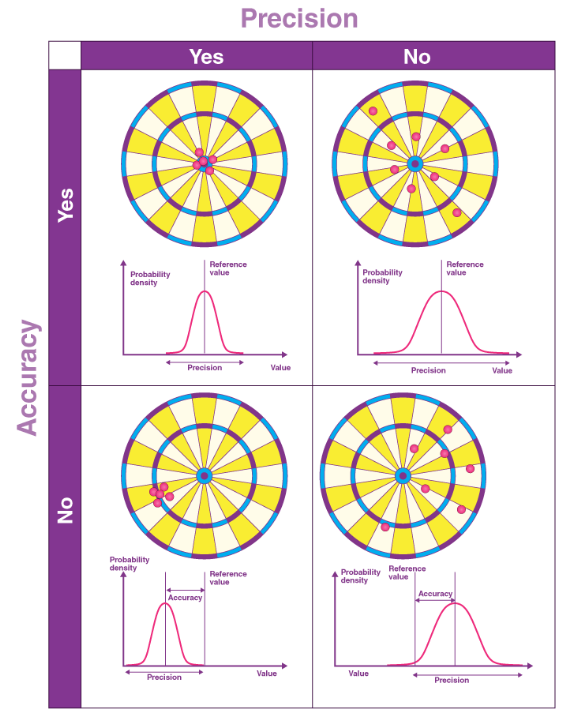 Precision
Yes
No
Accuracy
Yes
Probability
density
Reference
value
Precision
Value
Probability
density
Reference
value
Precision
Value
No
Probability
density
Reference
value
Accuracy
Precision
Value
Probability
density
Reference
value
Accuracy
Value
Precision